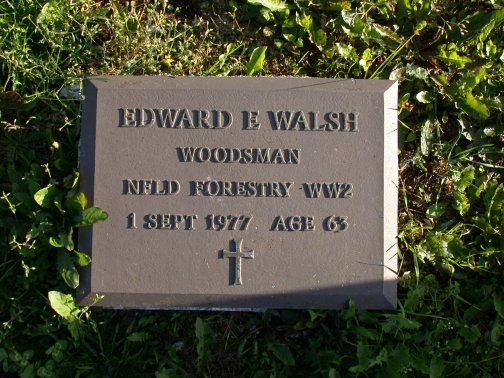 EDWARD E WALSH
WOODSMAN
NFLD FORESTRY WW2
1 SEPT 1977 AGE 63